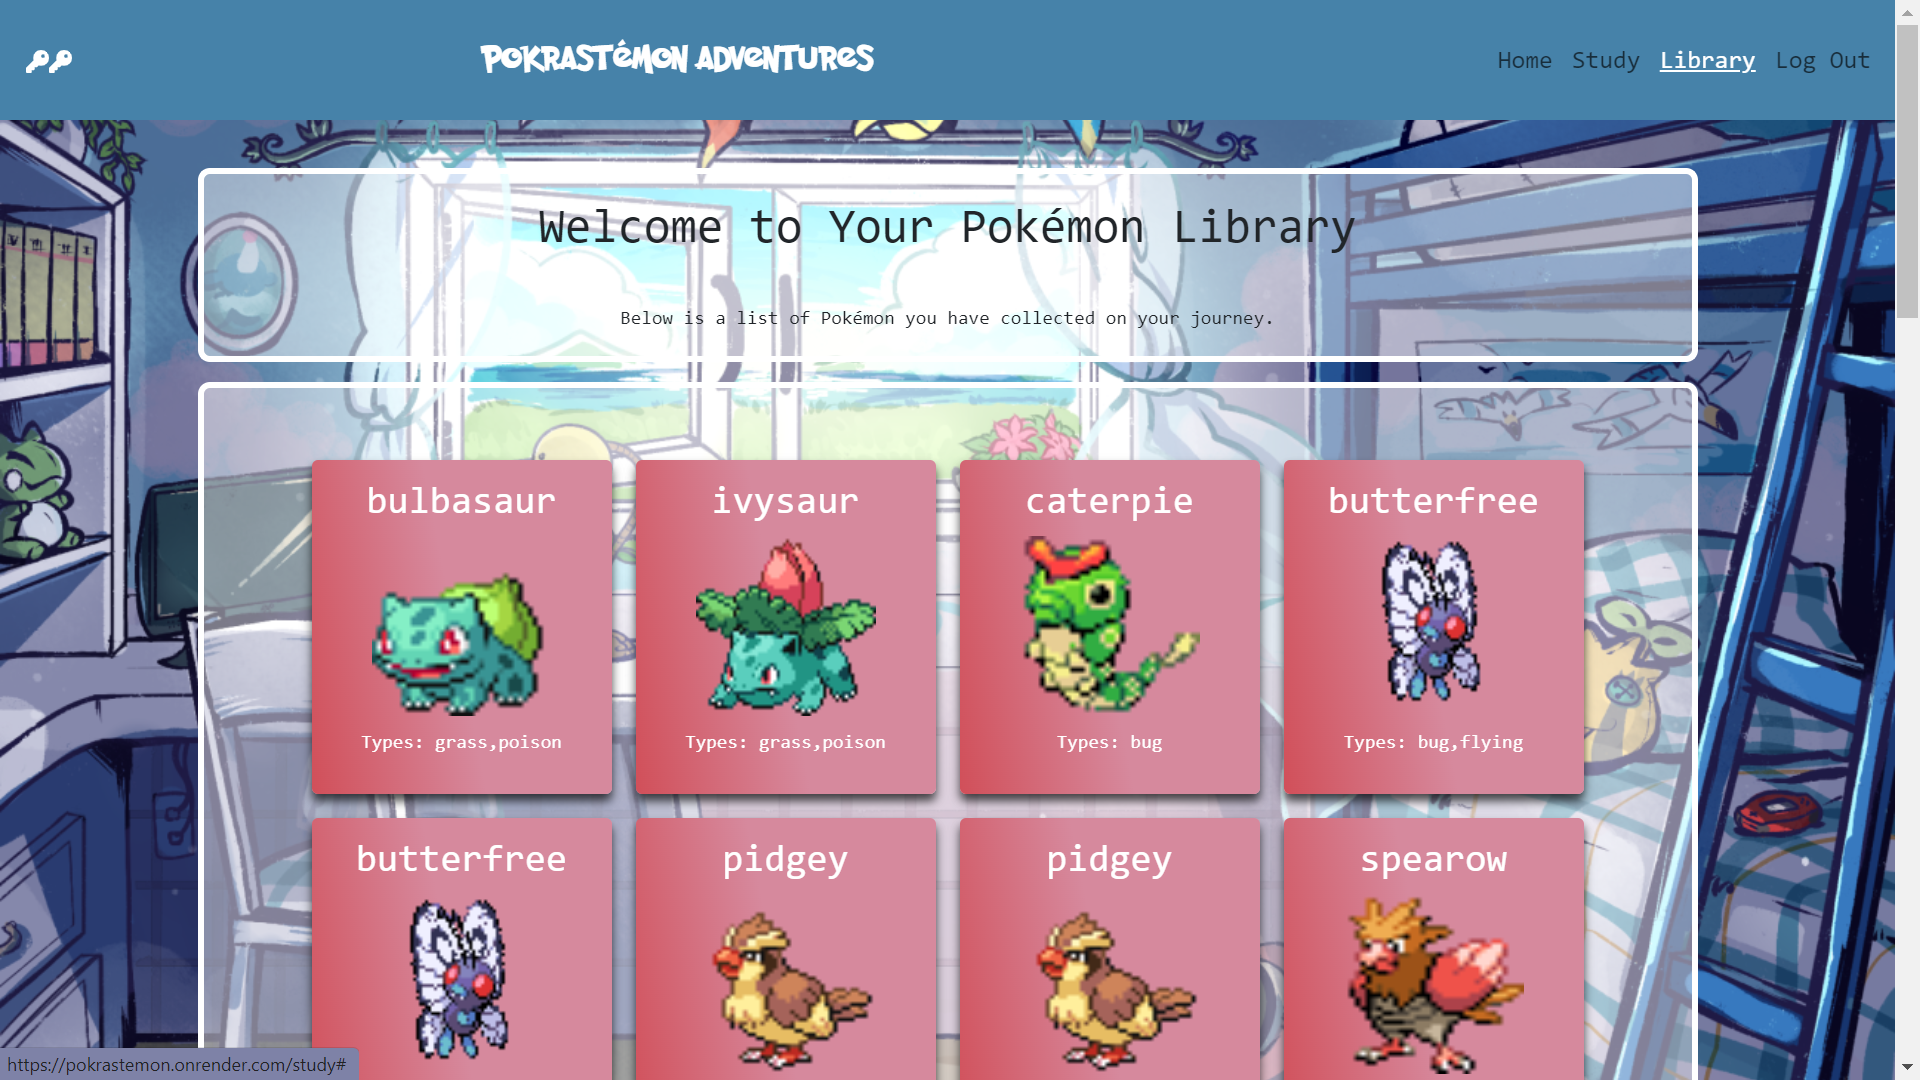 POKRASTéMON ADVENTURES
Home Study Library Log Out
Welcome to Your Pokémon Library
Below is a list of Pokémon you have collected on your journey.
bulbasaur ivysaur caterpie butterfree
Types: grass,poison Types: grass,poison Types: bug Types: bug,flying
butterfree pidgey pidgey spearow
https://pokrastemon.onrender.com/study#